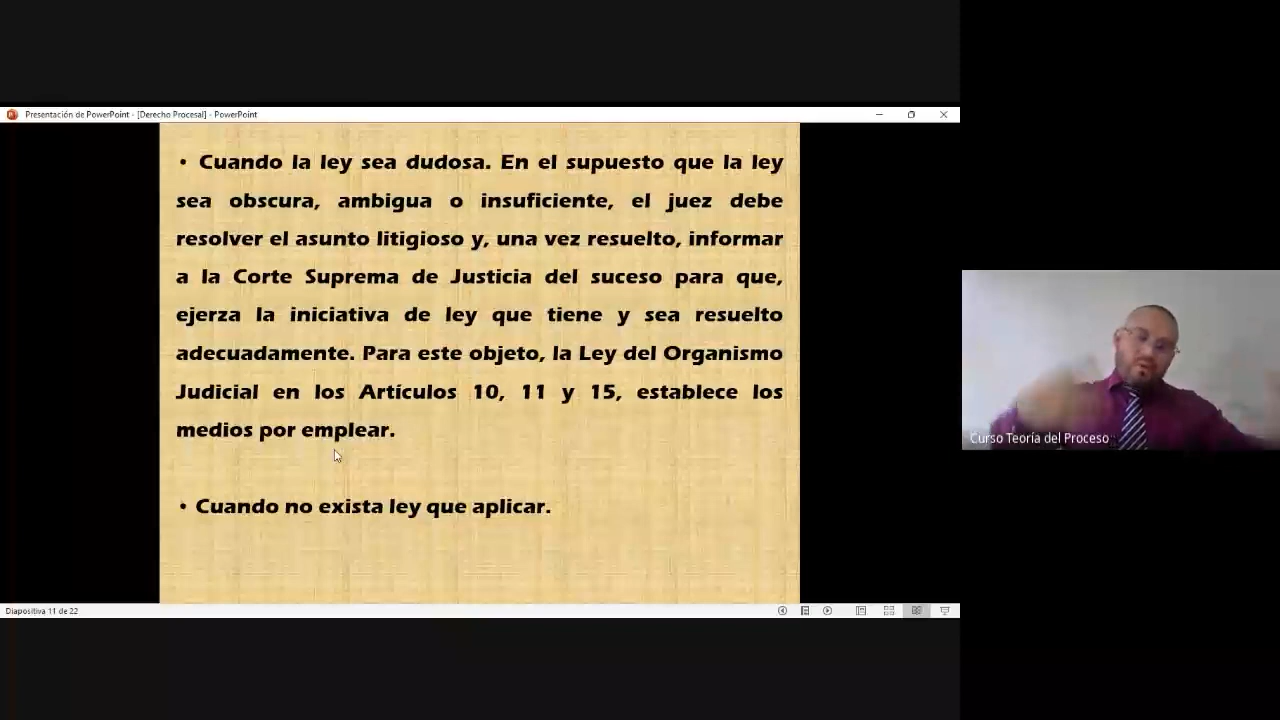 Presentación de PowerPoint - [Derecho Procesal] - PowerPoint
• Cuando la ley sea dudosa. En el supuesto que la ley
sea obscura, ambigua o insuficiente, el juez debe
resolver el asunto litigioso y, una vez resuelto, informar
a la Corte Suprema de Justicia del suceso para que,
ejerza la iniciativa de ley que tiene y sea resuelto
adecuadamente. Para este objeto, la Ley del Organismo
Judicial en los Artículos 10, 11 y 15, establece los
medios por emplear.
• Cuando no exista ley que aplicar.
Diapositiva 11 de 22
Curso Teoría del Proceso